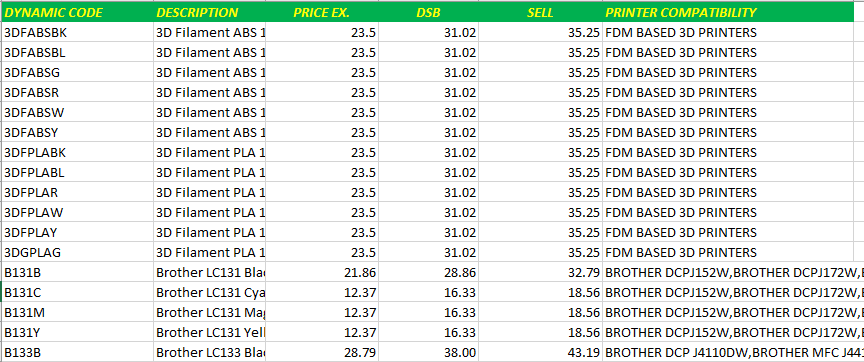 DYNAMIC CODE DESCRIPTION PRICE EX. DSB SELL PRINTER COMPATIBILITY
3DFABSBK 3D Filament ABS 1 23.5 31.02 35.25 FDM BASED 3D PRINTERS
3DFABSBL 3D Filament ABS 1 23.5 31.02 35.25 FDM BASED 3D PRINTERS
3DFABSG 3D Filament ABS 1 23.5 31.02 35.25 FDM BASED 3D PRINTERS
3DFABSR 3D Filament ABS 1 23.5 31.02 35.25 FDM BASED 3D PRINTERS
3DFABSW 3D Filament ABS 1 23.5 31.02 35.25 FDM BASED 3D PRINTERS
3DFABSY 3D Filament ABS 1 23.5 31.02 35.25 FDM BASED 3D PRINTERS
3DFPLABK 3D Filament PLA 1 23.5 31.02 35.25 FDM BASED 3D PRINTERS
3DFPLABL 3D Filament PLA 1 23.5 31.02 35.25 FDM BASED 3D PRINTERS
3DFPLAR 3D Filament PLA 1 23.5 31.02 35.25 FDM BASED 3D PRINTERS
3DFPLAW 3D Filament PLA 1 23.5 31.02 35.25 FDM BASED 3D PRINTERS
3DFPLAY 3D Filament PLA 1 23.5 31.02 35.25 FDM BASED 3D PRINTERS
3DGPLAG 3D Filament PLA 1 23.5 31.02 35.25 FDM BASED 3D PRINTERS
B131B Brother LC131 Bla 21.86 28.86 32.79 BROTHER DCPJ152W,BROTHER DCPJ172W,
B131C Brother LC131 Cya 12.37 16.33 18.56 BROTHER DCPJ152W,BROTHER DCPJ172W,
B131M Brother LC131 Ma 12.37 16.33 18.56 BROTHER DCPJ152W,BROTHER DCPJ172W,
B131Y Brother LC131 Yel 12.37 16.33 18.56 BROTHER DCPJ152W,BROTHER DCPJ172W,
B133B Brother LC133 Bla 28.79 38.00 43.19 BROTHER DCP J4110DW,BROTHER MFC J441